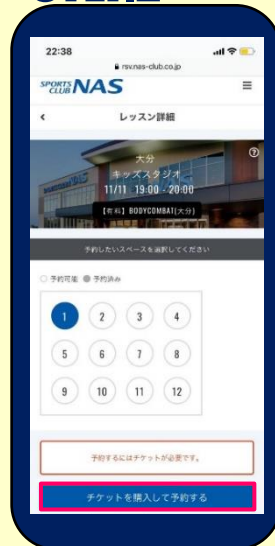 22:38
rsv.nas-club.co.jp
SPORTS CLUB NAS
レッスン詳細
大分
キッズスタジオ
11/11 19:00 - 20:00
【有料】BODYCOMBAT(大分)
予約したいスペースを選択してください
予約可能 予約済み
1 2 3 4
5 6 7 8
9 10 11 12
予約するにはチケットが必要です。
チケットを購入して予約する